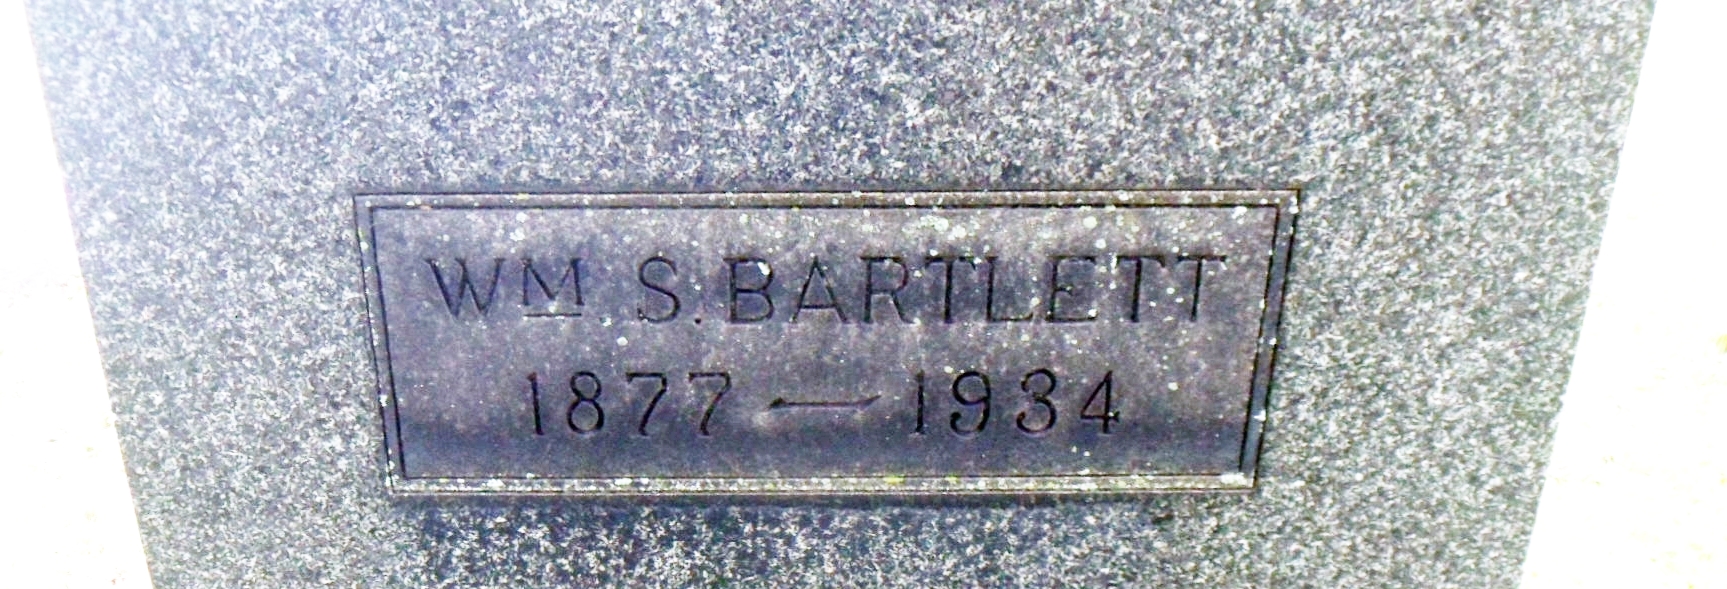 WM. S. BARTLETT
1877 — 1934